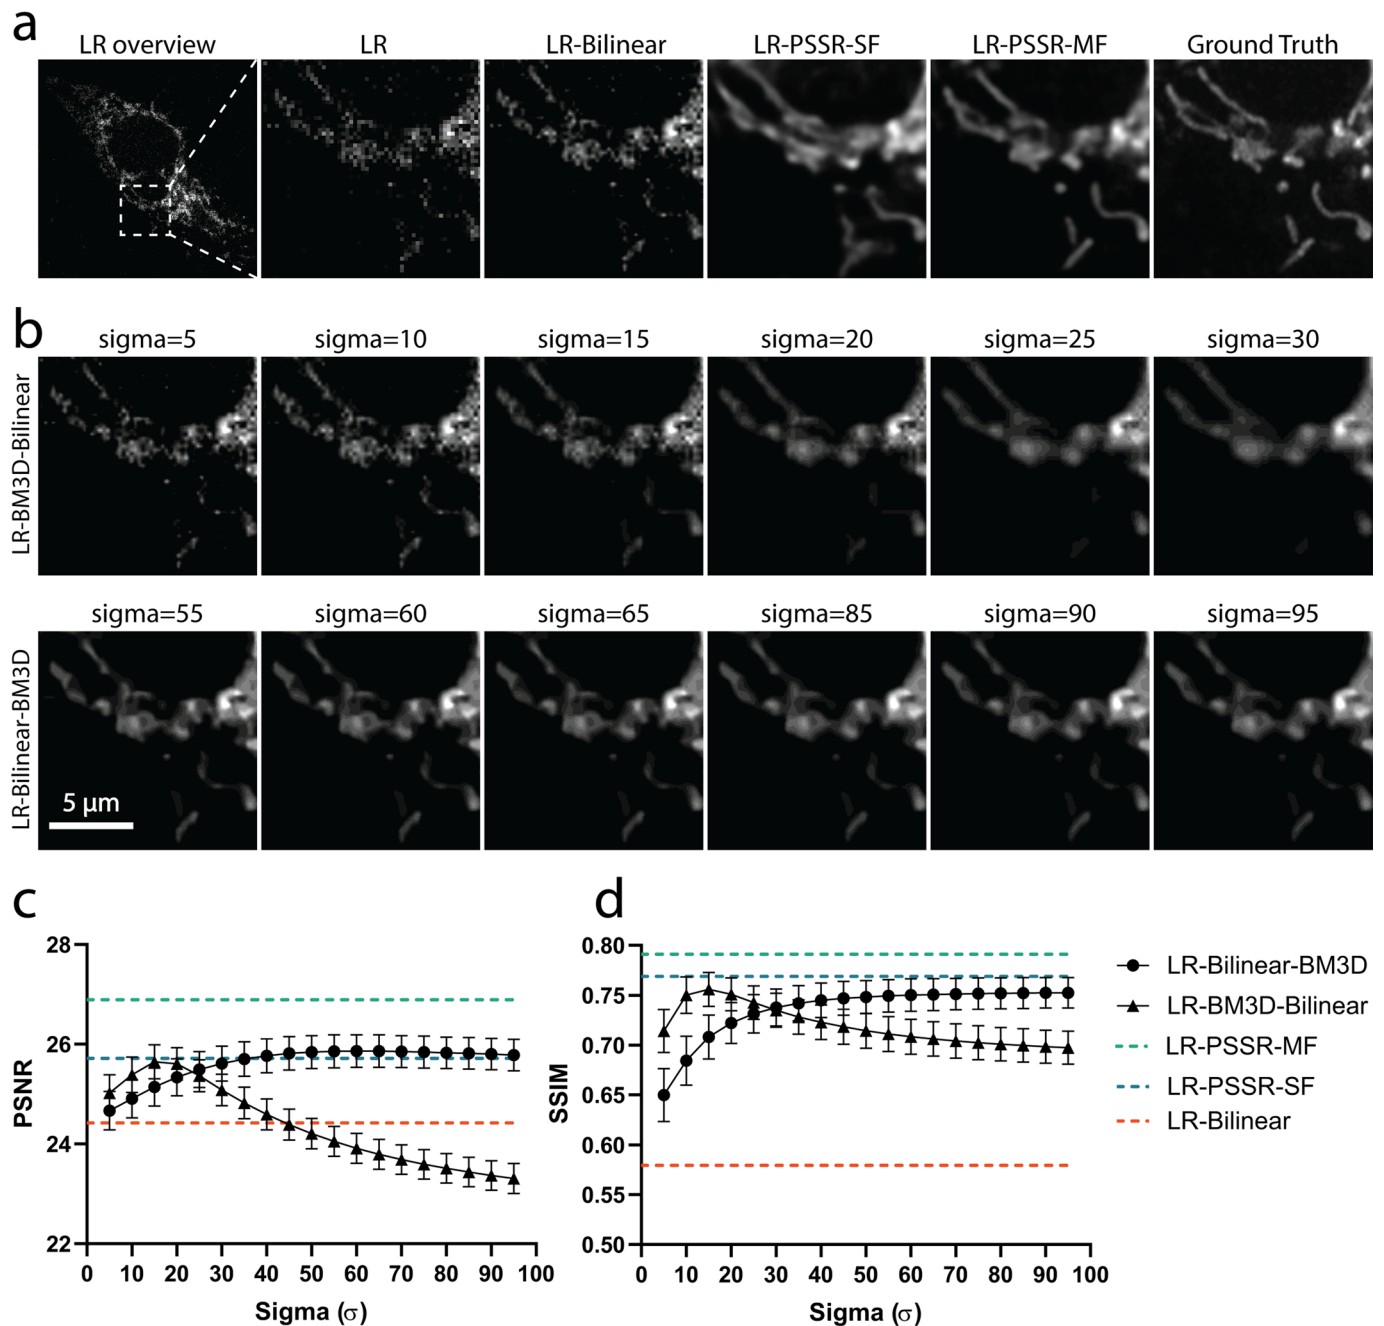 a
LR overview LR LR-Bilinear LR-PSSR-SF LR-PSSR-MF Ground Truth
b
sigma=5 sigma=10 sigma=15 sigma=20 sigma=25 sigma=30
LR-BM3D-Bilinear
sigma=55 sigma=60 sigma=65 sigma=85 sigma=90 sigma=95
LR-Bilinear-BM3D
5 μm
c
28
26
24
22
PSNR
0 10 20 30 40 50 60 70 80 90 100
Sigma (σ)
d
0.80
0.75
0.70
0.65
0.60
0.55
0.50
SSIM
0 10 20 30 40 50 60 70 80 90 100
Sigma (σ)
LR-Bilinear-BM3D
LR-BM3D-Bilinear
LR-PSSR-MF
LR-PSSR-SF
LR-Bilinear